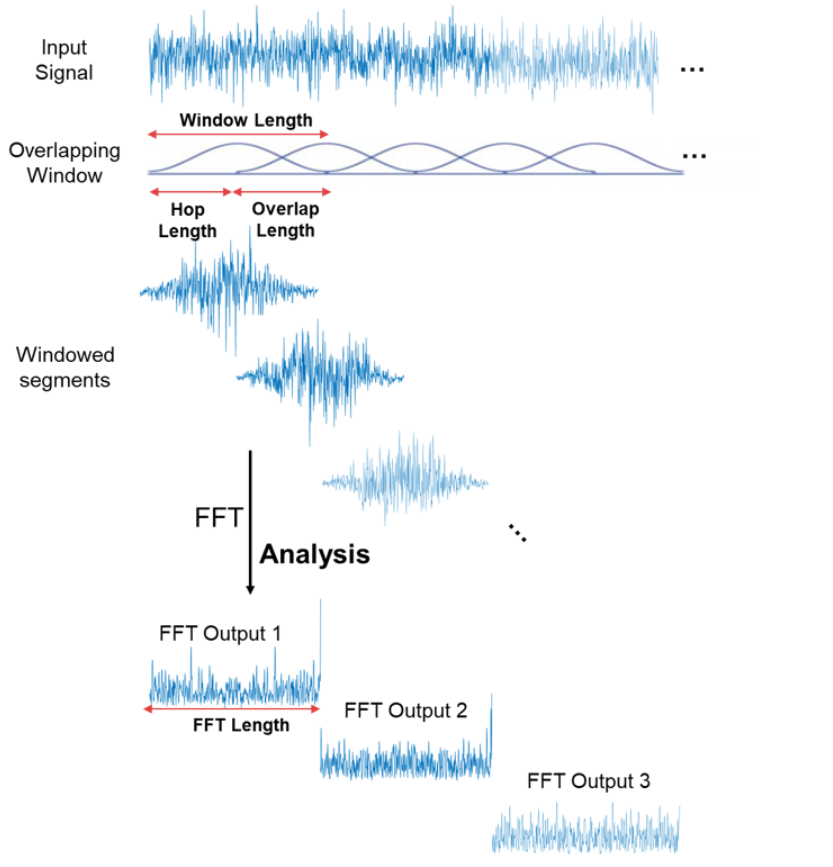 Input
Signal
...
Window Length
Overlapping
Window
...
Hop
Length
Overlap
Length
Windowed
segments
FFT
...
Analysis
FFT Output 1
FFT Length
FFT Output 2
FFT Output 3